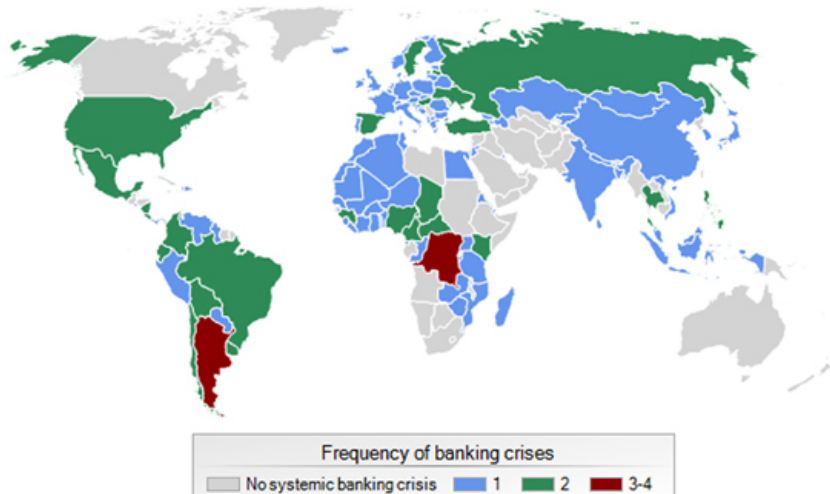 Frequency of banking crises
No systemic banking crisis 1 2 3-4